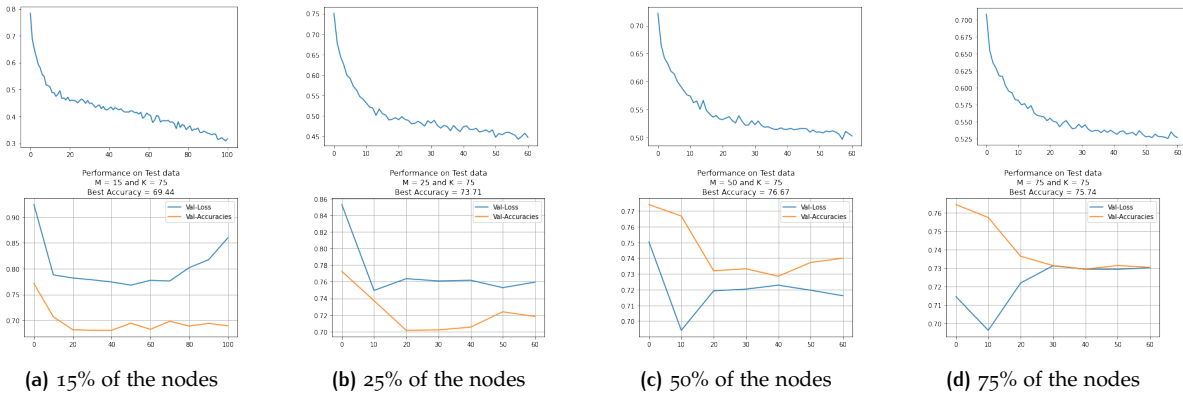 0.8
0.7
0.6
0.5
0.4
0.3
0 20 40 60 80 100
0.75
0.70
0.65
0.60
0.55
0.50
0.45
0 10 20 30 40 50 60
0.70
0.65
0.60
0.55
0.50
0 10 20 30 40 50 60
0.700
0.675
0.650
0.625
0.600
0.575
0.550
0.525
0 10 20 30 40 50 60
Performance on Test data
M = 15 and K = 75
Best Accuracy = 69.44
Val-Loss
Val-Accuracies
0.90
0.85
0.80
0.75
0.70
0 20 40 60 80 100
Performance on Test data
M = 25 and K = 75
Best Accuracy = 73.71
Val-Loss
Val-Accuracies
0.86
0.84
0.82
0.80
0.78
0.76
0.74
0.72
0.70
0 10 20 30 40 50 60
Performance on Test data
M = 50 and K = 75
Best Accuracy = 76.67
Val-Loss
Val-Accuracies
0.77
0.76
0.75
0.74
0.73
0.72
0.71
0.70
0 10 20 30 40 50 60
Performance on Test data
M = 75 and K = 75
Best Accuracy = 75.74
Val-Loss
Val-Accuracies
0.76
0.75
0.74
0.73
0.72
0.71
0.70
0 10 20 30 40 50 60
(a) 15% of the nodes
(b) 25% of the nodes
(c) 50% of the nodes
(d) 75% of the nodes